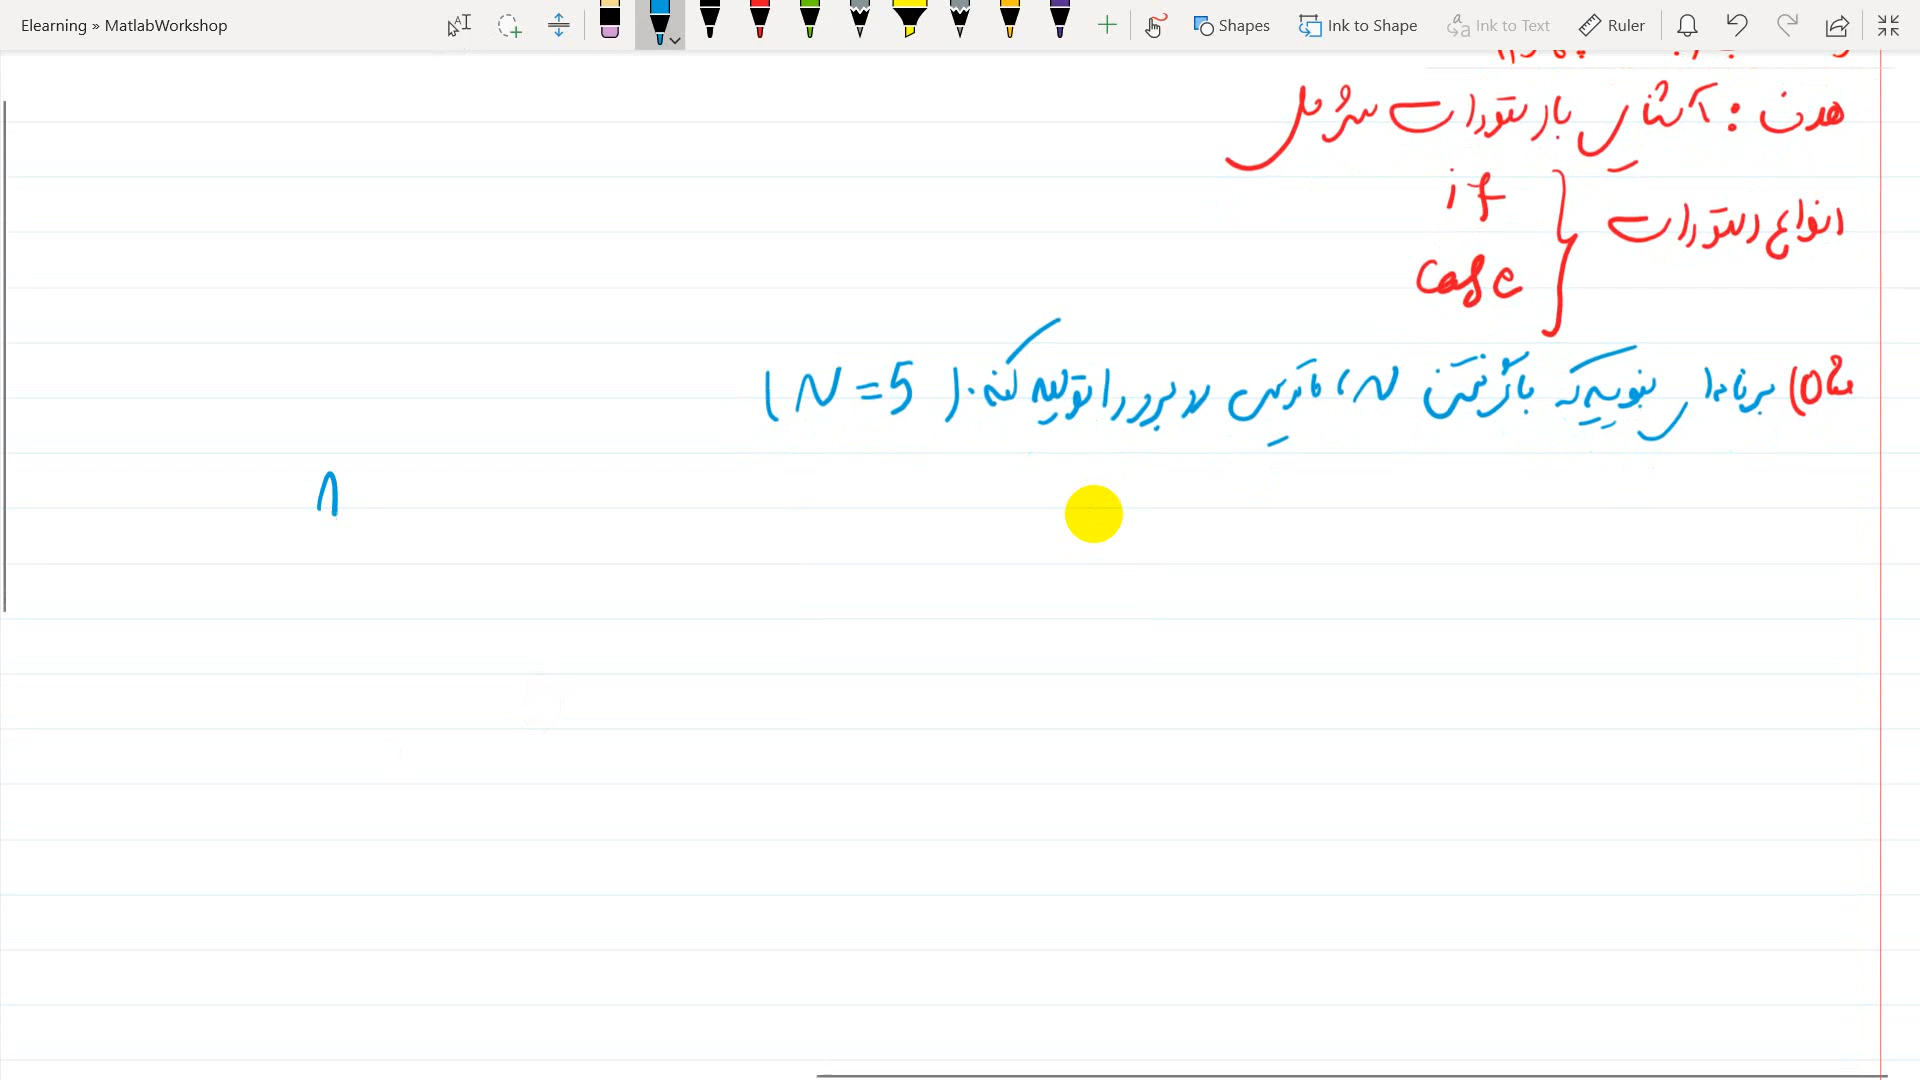 Elearning » MatlabWorkshop
Shapes
Ink to Shape
Ink to Text
Ruler
هدف : آشنایی با دستورات شرطی
انواع دستورات
if
case
مثال) برنامه‌ای بنویسید که با گرفتن N، ماتریس زیر را تولید کند. (N = 5)